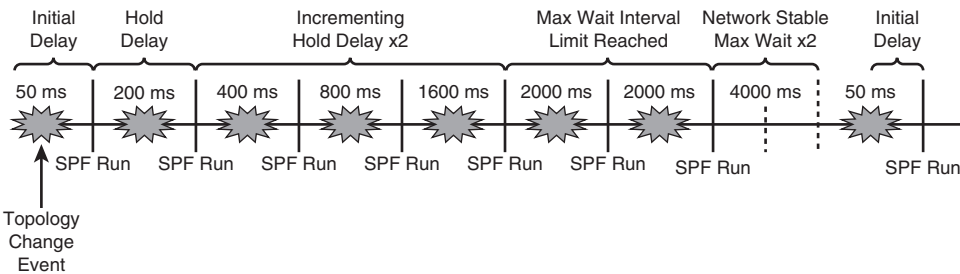 Initial
Delay
Hold
Delay
Incrementing
Hold Delay x2
Max Wait Interval
Limit Reached
Network Stable
Max Wait x2
Initial
Delay
50 ms
200 ms
400 ms
800 ms
1600 ms
2000 ms
2000 ms
4000 ms
50 ms
SPF Run
SPF Run
SPF Run
SPF Run
SPF Run
SPF Run
SPF Run
SPF Run
Topology
Change
Event